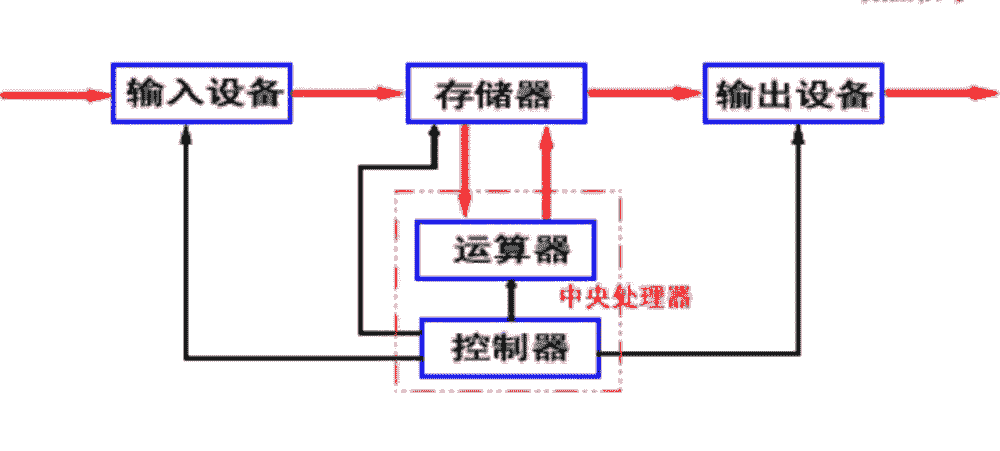 输入设备
存储器
输出设备
运算器
中央处理器
控制器